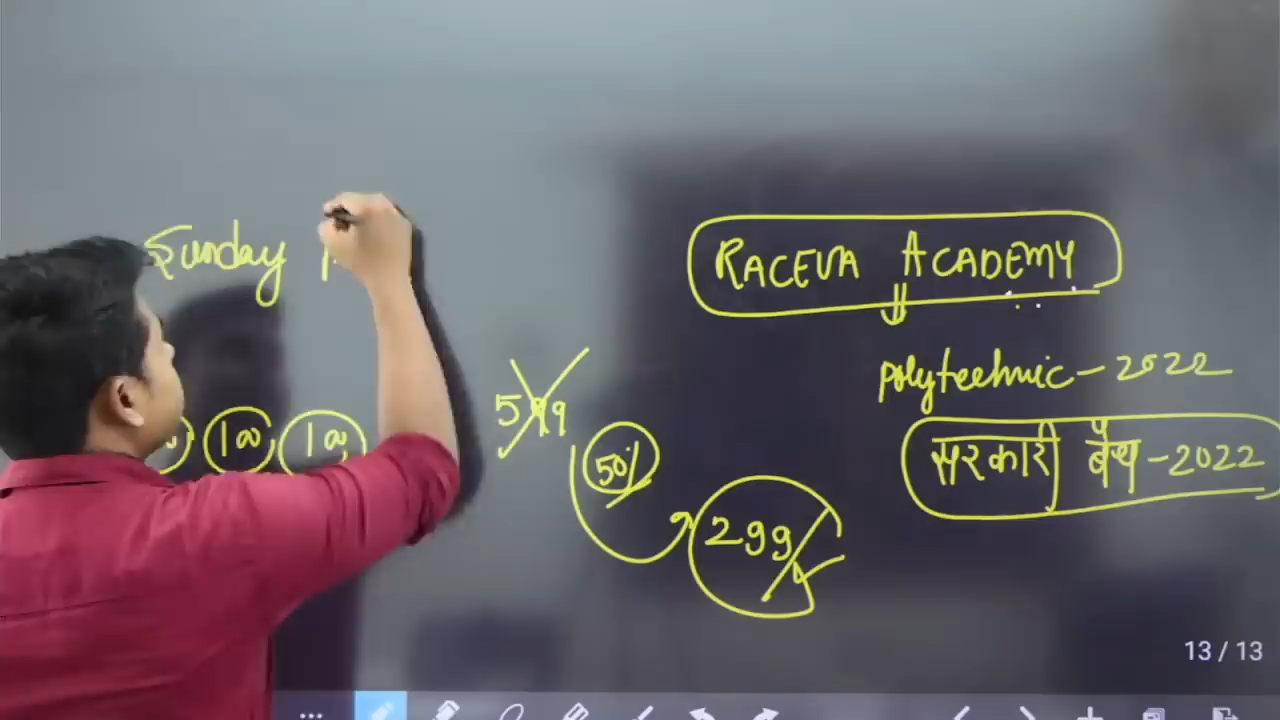 Sunday
RACEVA ACADEMY
polytechnic - 2022
सरकारी बैच - 2022
599
50%
299/-
100 100
13 / 13